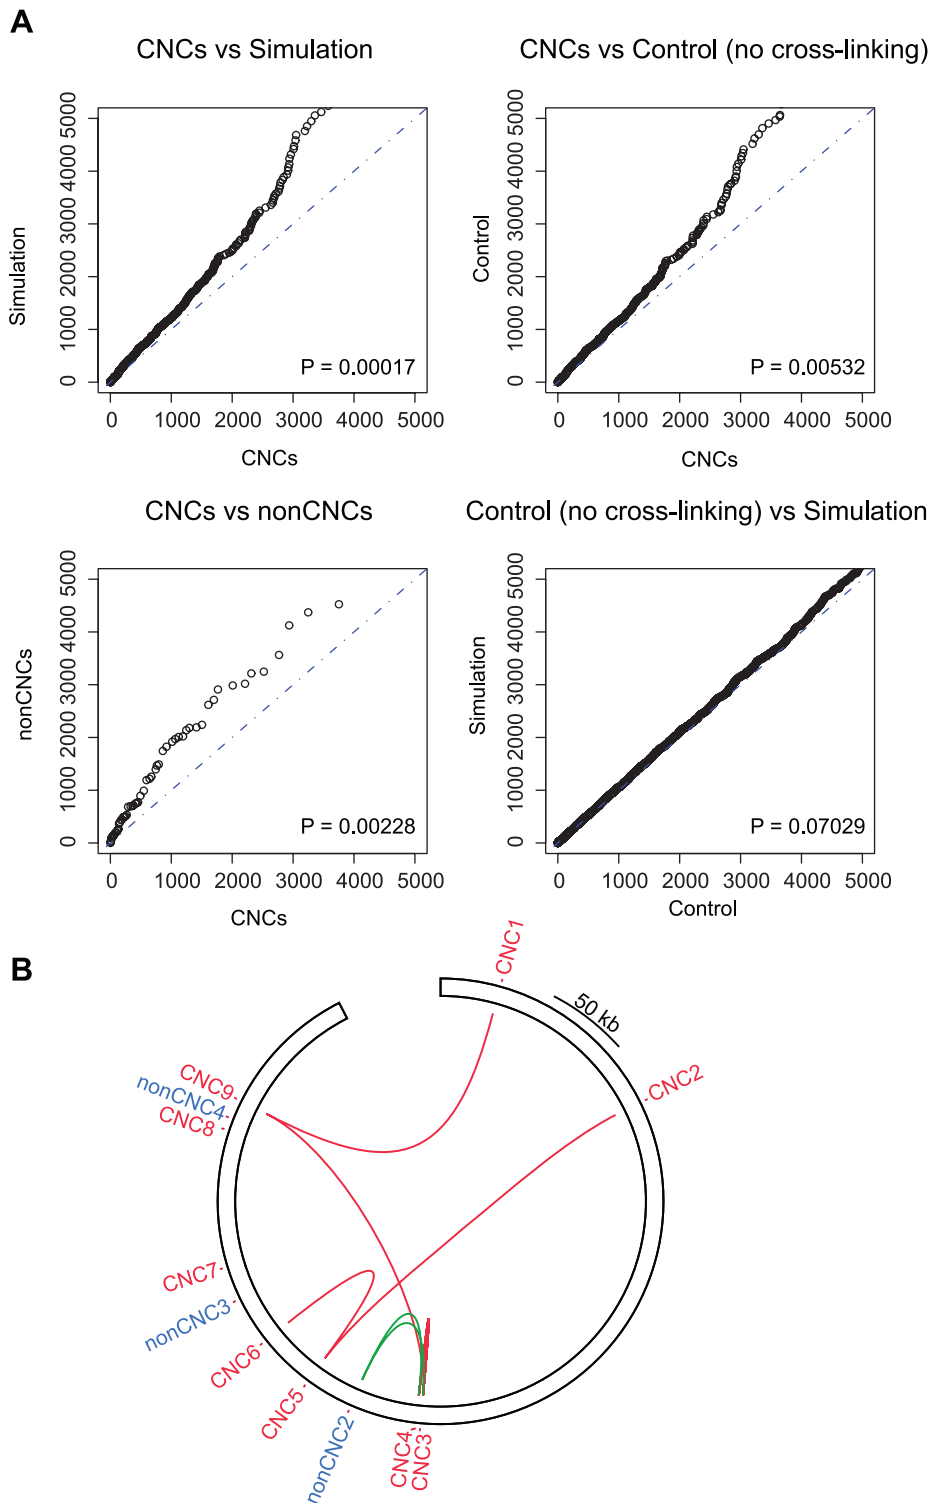 A
CNCs vs Simulation
CNCs vs Control (no cross-linking)
Simulation
0 1000 2000 3000 4000 5000
P = 0.00017
0 1000 2000 3000 4000 5000
CNCs
Control
0 1000 2000 3000 4000 5000
P = 0.00532
0 1000 2000 3000 4000 5000
CNCs
CNCs vs nonCNCs
Control (no cross-linking) vs Simulation
nonCNCs
0 1000 2000 3000 4000 5000
P = 0.00228
0 1000 2000 3000 4000 5000
CNCs
Simulation
0 1000 2000 3000 4000 5000
P = 0.07029
0 1000 2000 3000 4000 5000
Control
B
CNC1
50 kb
CNC2
CNC9
nonCNC4
CNC8
CNC7
nonCNC3
CNC6
CNC5
nonCNC2
CNC4
CNC3